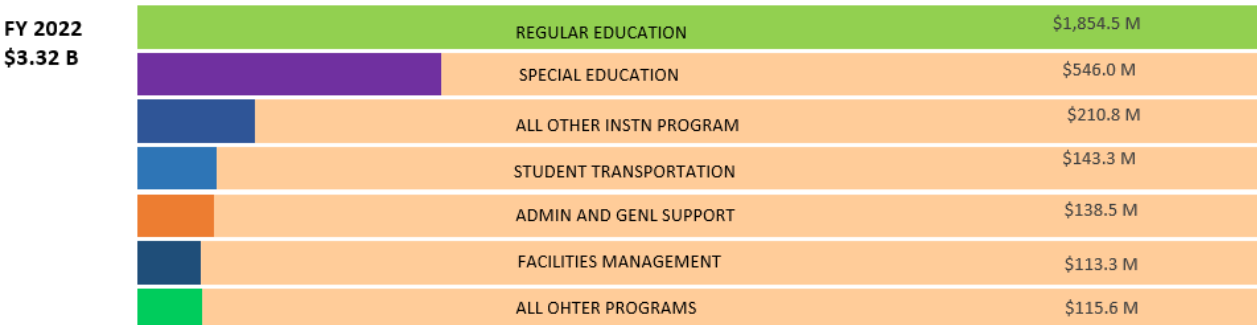 FY 2022
$3.32 B
REGULAR EDUCATION $1,854.5 M
SPECIAL EDUCATION $546.0 M
ALL OTHER INSTN PROGRAM $210.8 M
STUDENT TRANSPORTATION $143.3 M
ADMIN AND GENL SUPPORT $138.5 M
FACILITIES MANAGEMENT $113.3 M
ALL OHTER PROGRAMS $115.6 M